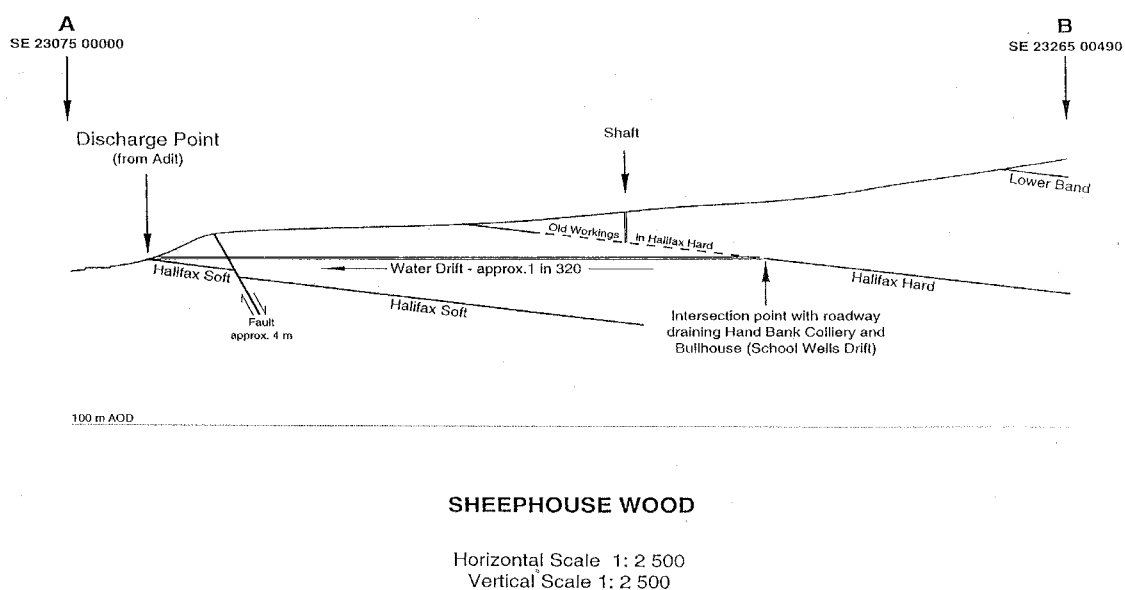 A
SE 23075 00000
B
SE 23265 00490
Discharge Point
(from Adit)
Shaft
Lower Band
Old Workings in Halifax Hard
Halifax Soft
Water Drift - approx.1 in 320
Halifax Hard
Halifax Soft
Fault
approx. 4 m
Intersection point with roadway
draining Hand Bank Colliery and
Bullhouse (School Wells Drift)
100 m AOD
SHEEPHOUSE WOOD
Horizontal Scale 1: 2 500
Vertical Scale 1: 2 500